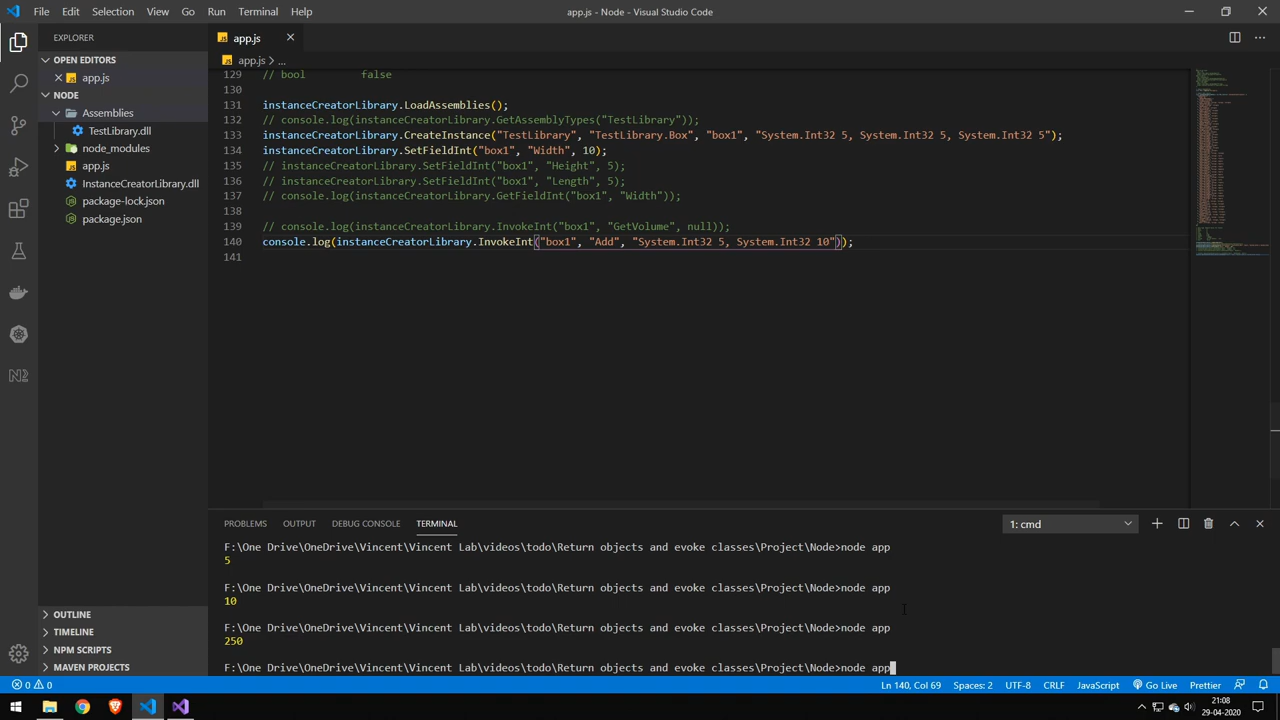 File Edit Selection View Go Run Terminal Help
app.js - Node - Visual Studio Code
EXPLORER
OPEN EDITORS
app.js
NODE
Assemblies
TestLibrary.dll
node_modules
app.js
InstanceCreatorLibrary.dll
package-lock.json
package.json
OUTLINE
TIMELINE
NPM SCRIPTS
MAVEN PROJECTS
app.js
app.js > ...
129 // bool false
130
131 instanceCreatorLibrary.LoadAssemblies();
132 // console.log(instanceCreatorLibrary.GetAssemblyTypes("TestLibrary"));
133 instanceCreatorLibrary.CreateInstance("TestLibrary", "TestLibrary.Box", "box1", "System.Int32 5, System.Int32 5, System.Int32 5");
134 instanceCreatorLibrary.SetFieldInt("box1", "Width", 10);
135 // instanceCreatorLibrary.SetFieldInt("box1", "Height", 5);
136 // instanceCreatorLibrary.SetFieldInt("box1", "Length", 5);
137 // console.log(instanceCreatorLibrary.GetFieldInt("box1", "Width"));
138
139 // console.log(instanceCreatorLibrary.InvokeInt("box1", "GetVolume", null));
140 console.log(instanceCreatorLibrary.InvokeInt("box1", "Add", "System.Int32 5, System.Int32 10"));
141
PROBLEMS OUTPUT DEBUG CONSOLE TERMINAL
1: cmd
F:\One Drive\OneDrive\Vincent\Vincent Lab\videos\todo\Return objects and evoke classes\Project\Node>node app
5
F:\One Drive\OneDrive\Vincent\Vincent Lab\videos\todo\Return objects and evoke classes\Project\Node>node app
10
F:\One Drive\OneDrive\Vincent\Vincent Lab\videos\todo\Return objects and evoke classes\Project\Node>node app
250
F:\One Drive\OneDrive\Vincent\Vincent Lab\videos\todo\Return objects and evoke classes\Project\Node>node app
0 0
Ln 140, Col 69 Spaces: 2 UTF-8 CRLF JavaScript Go Live Prettier
21:08
29-04-2020